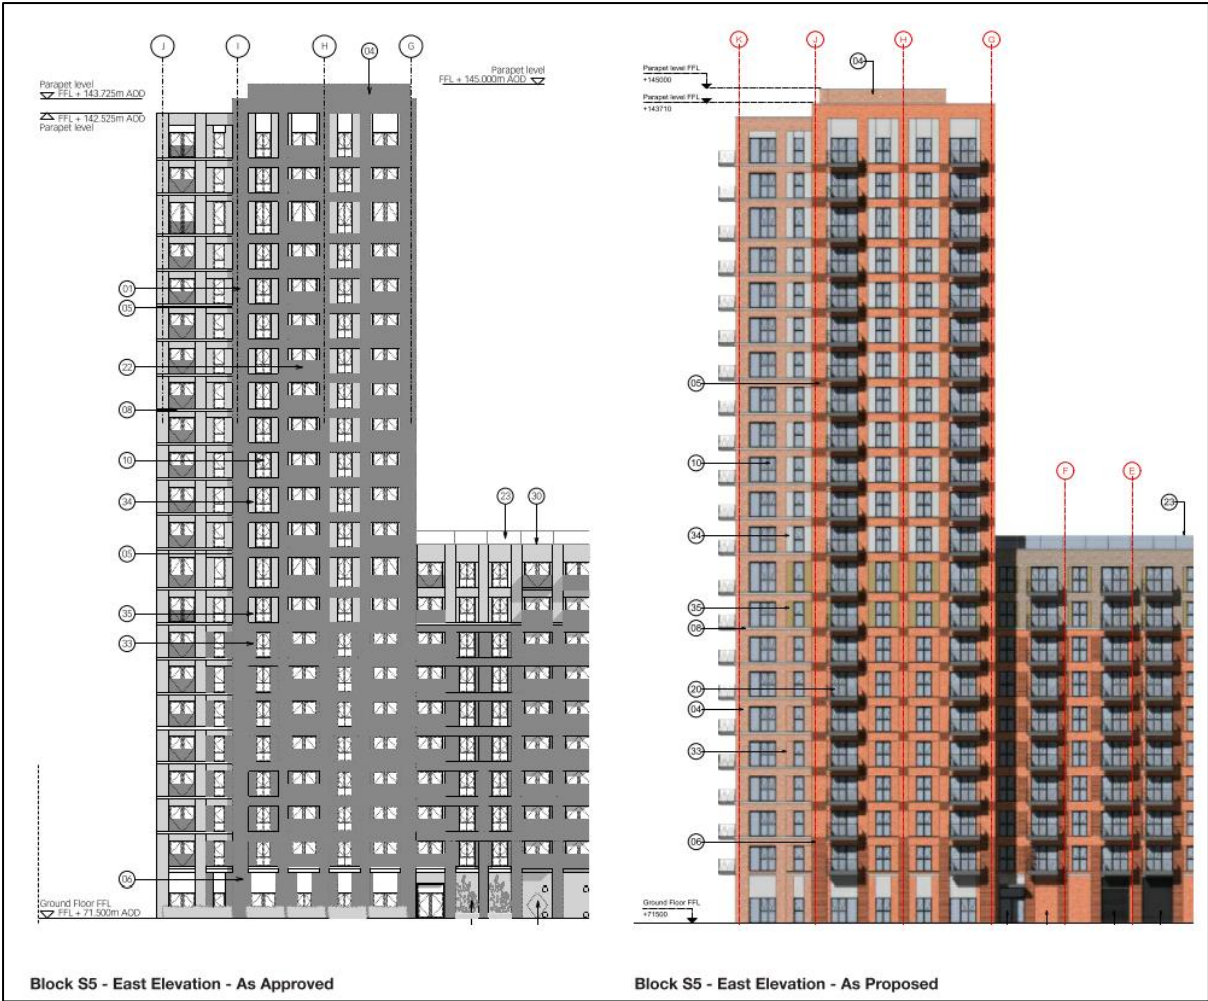 J
I
H
04
G
Parapet level
FFL + 143.725m AOD
FFL + 142.525m AOD
Parapet level
Parapet level
FFL + 145.000m AOD
01
05
22
08
10
34
23
30
05
35
33
06
Ground Floor FFL
FFL + 71.500m AOD
Block S5 - East Elevation - As Approved
K
J
H
G
04
Parapet level FFL
+145000
Parapet level FFL
+143710
05
10
F
E
23
34
35
08
20
04
33
06
Ground Floor FFL
+71500
Block S5 - East Elevation - As Proposed